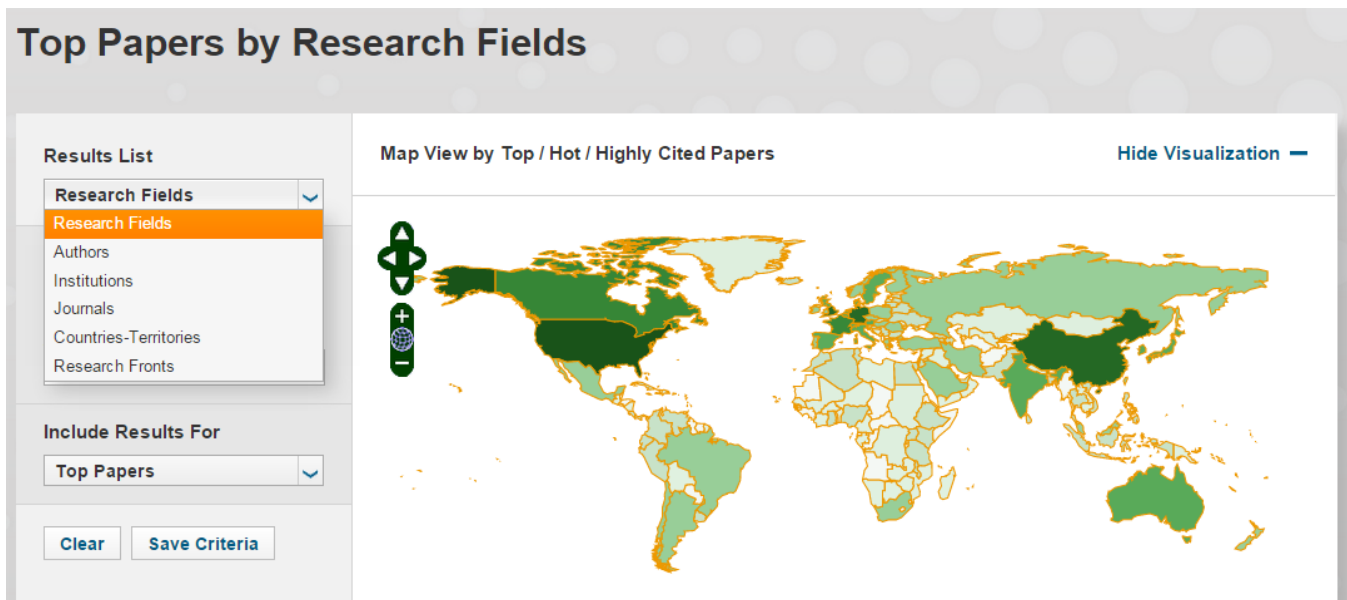 Top Papers by Research Fields
Results List
Research Fields
Research Fields
Authors
Institutions
Journals
Countries-Territories
Research Fronts
Include Results For
Top Papers
Clear
Save Criteria
Map View by Top / Hot / Highly Cited Papers
Hide Visualization
+
−